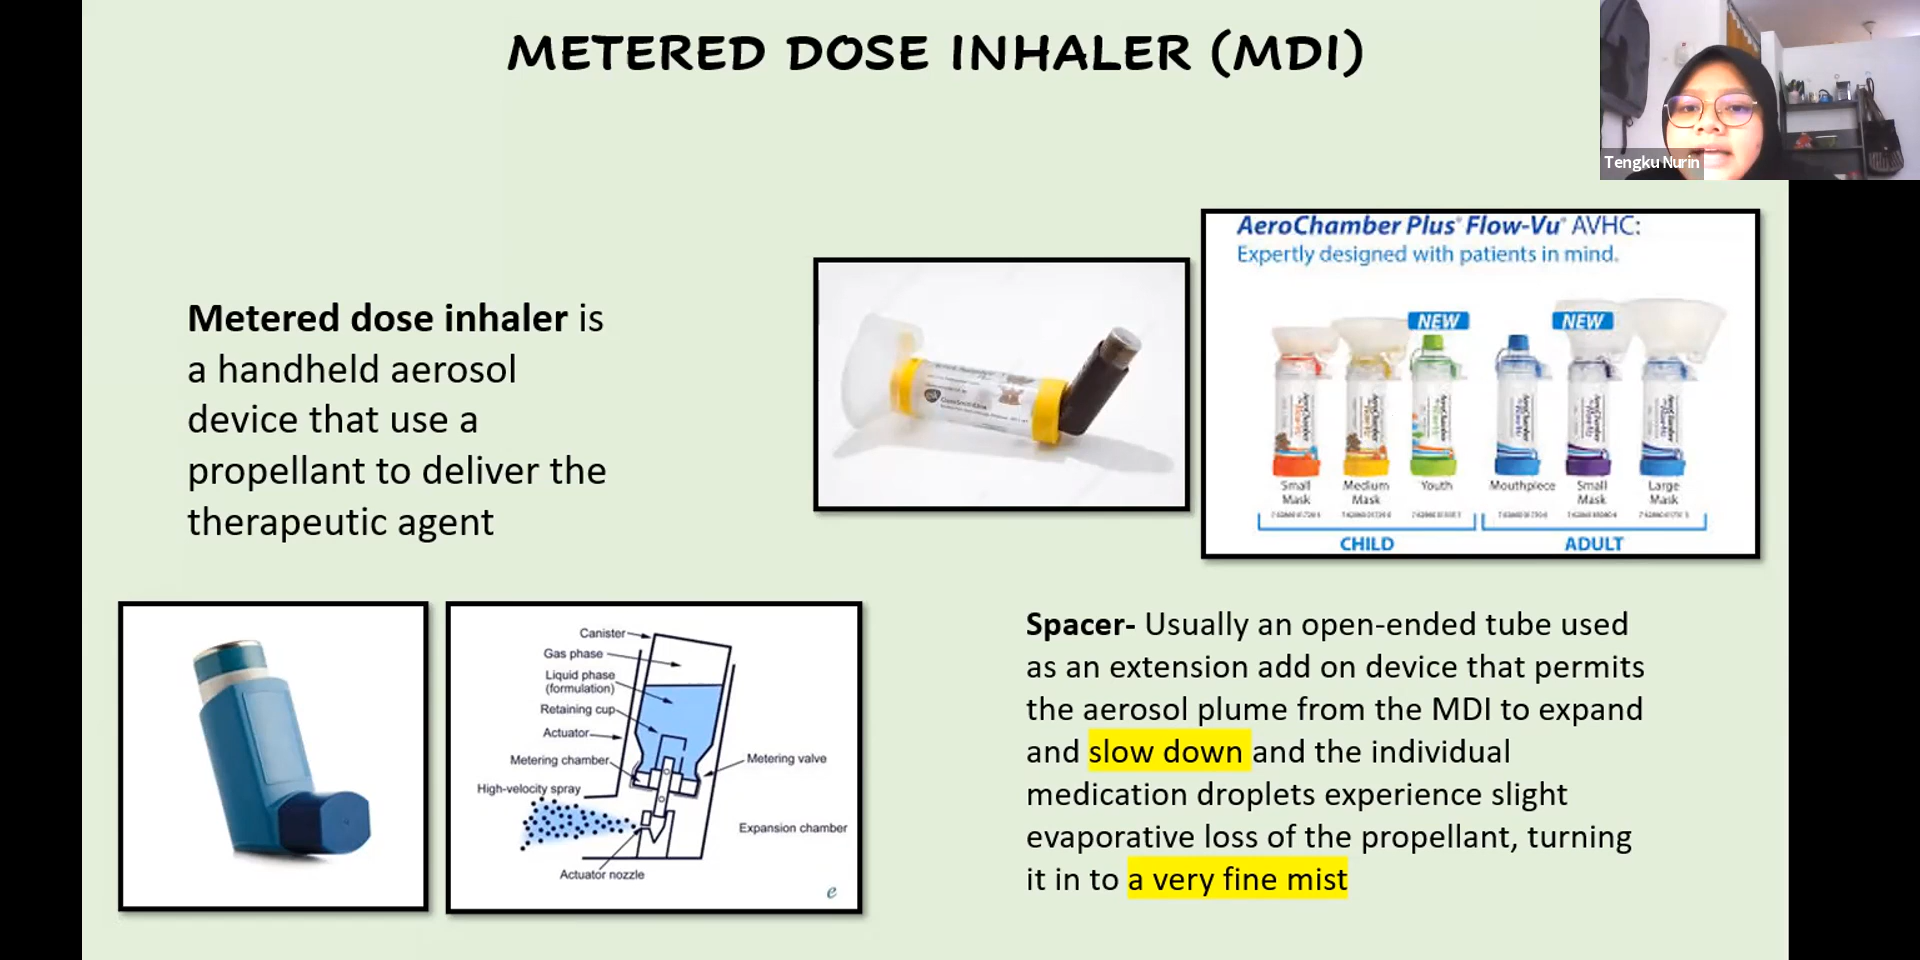 METERED DOSE INHALER (MDI)
Tengku Nurin
Metered dose inhaler is
a handheld aerosol
device that use a
propellant to deliver the
therapeutic agent
GlaxoSmithKline
AeroChamber Plus® Flow-Vu® AVHC:
Expertly designed with patients in mind.
NEW
NEW
Small
Mask
Medium
Mask
Youth
Mouthpiece
Small
Mask
Large
Mask
CHILD
ADULT
Canister
Gas phase
Liquid phase
(formulation)
Retaining cup
Actuator
Metering chamber
Metering valve
High-velocity spray
Expansion chamber
Actuator nozzle
e
Spacer- Usually an open-ended tube used
as an extension add on device that permits
the aerosol plume from the MDI to expand
and slow down and the individual
medication droplets experience slight
evaporative loss of the propellant, turning
it in to a very fine mist